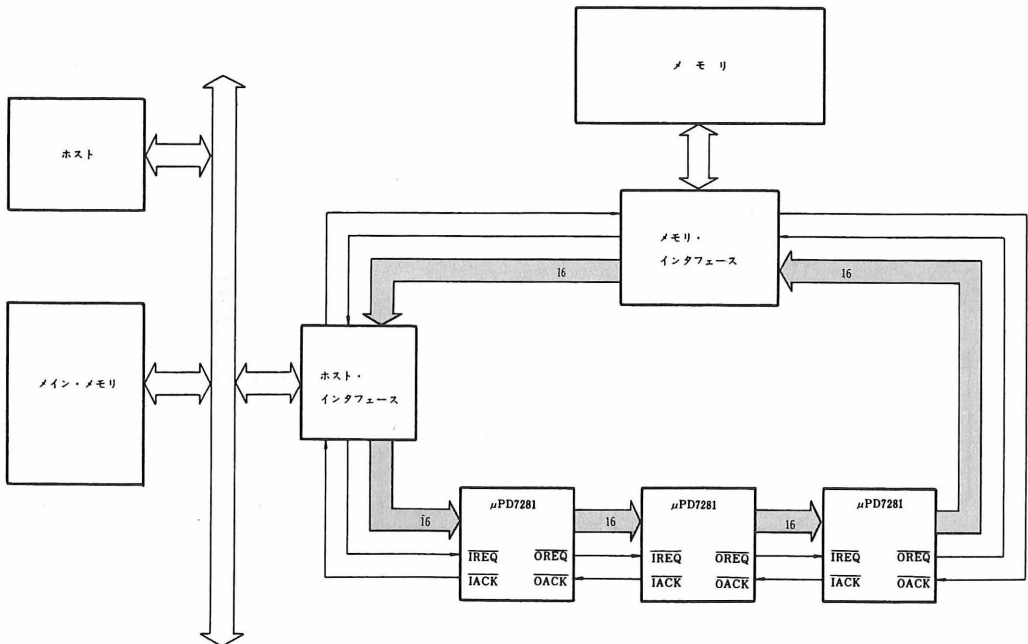 メモリ
ホスト
メモリ・
インタフェース
16
16
メイン・メモリ
ホスト・
インタフェース
μPD7281
μPD7281
μPD7281
16
16
16
IREQ
OREQ
IREQ
OREQ
IREQ
OREQ
IACK
OACK
IACK
OACK
IACK
OACK